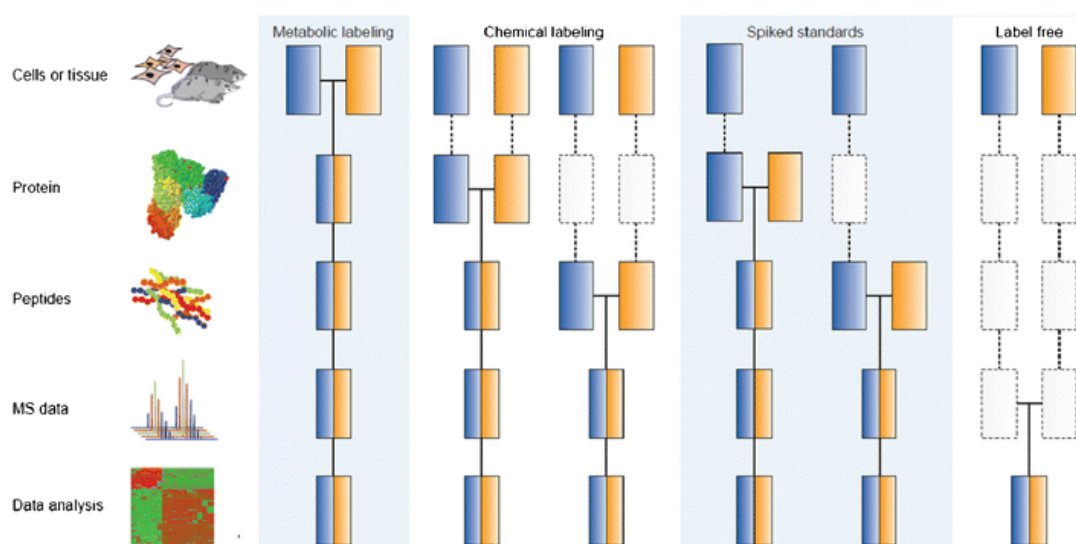 Metabolic labeling
Chemical labeling
Spiked standards
Label free
Cells or tissue
Protein
Peptides
MS data
Data analysis